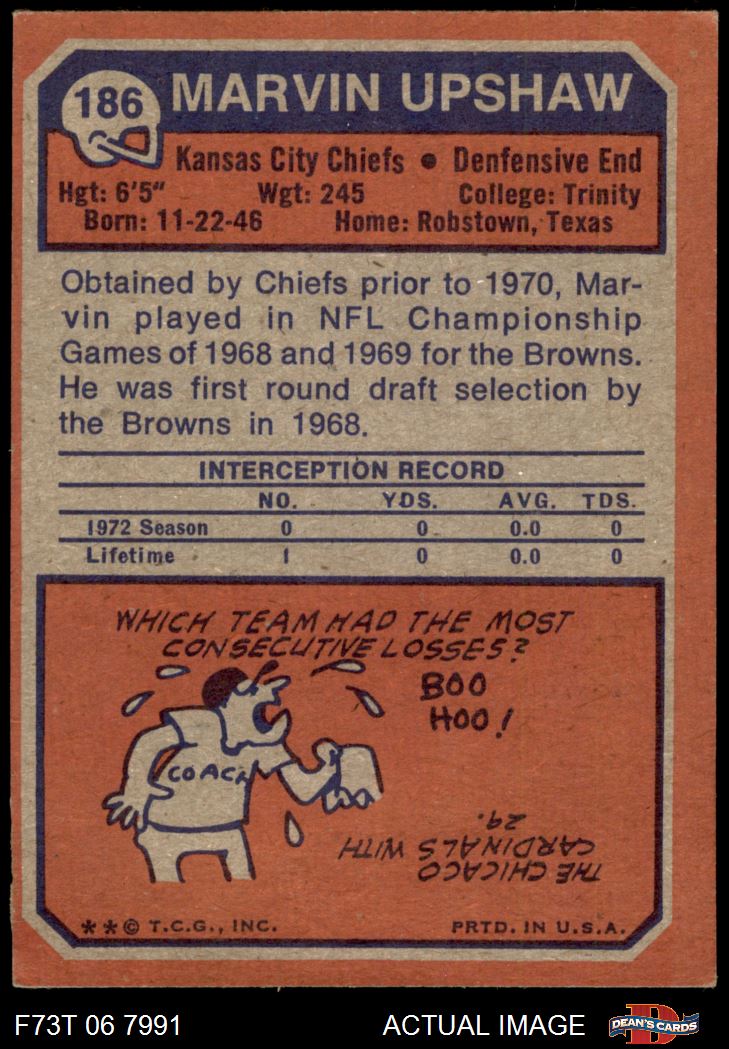 186 MARVIN UPSHAW
Kansas City Chiefs • Denfensive End
Hgt: 6'5" Wgt: 245 College: Trinity
Born: 11-22-46 Home: Robstown, Texas
Obtained by Chiefs prior to 1970, Mar-
vin played in NFL Championship
Games of 1968 and 1969 for the Browns.
He was first round draft selection by
the Browns in 1968.
INTERCEPTION RECORD
NO. YDS. AVG. TDS.
1972 Season 0 0 0.0 0
Lifetime 1 0 0.0 0
WHICH TEAM HAD THE MOST
CONSECUTIVE LOSSES?
BOO
HOO!
COACH
THE CHICAGO
CARDINALS WITH
29.
**© T.C.G., INC. PRTD. IN U.S.A.
F73T 06 7991 ACTUAL IMAGE D DEAN'S CARDS